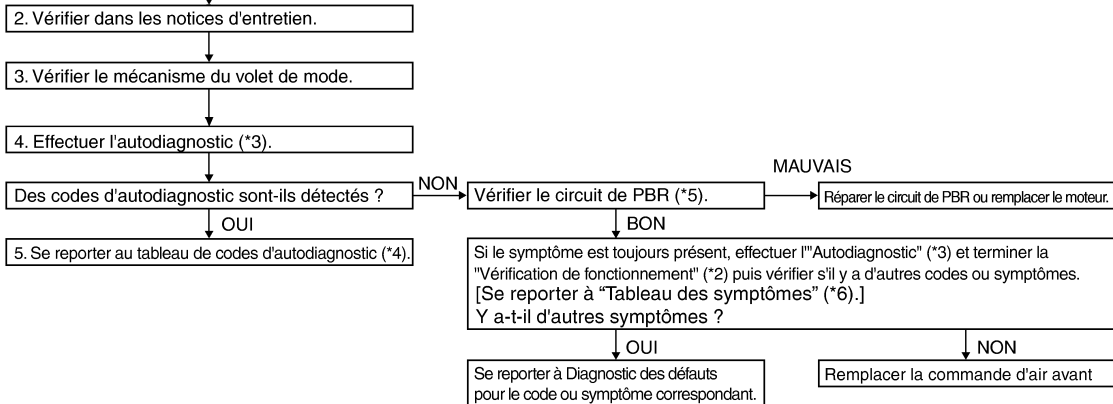 2. Vérifier dans les notices d'entretien.
3. Vérifier le mécanisme du volet de mode.
4. Effectuer l'autodiagnostic (*3).
Des codes d'autodiagnostic sont-ils détectés ?
NON
Vérifier le circuit de PBR (*5).
MAUVAIS
Réparer le circuit de PBR ou remplacer le moteur.
OUI
BON
5. Se reporter au tableau de codes d'autodiagnostic (*4).
Si le symptôme est toujours présent, effectuer l'"Autodiagnostic" (*3) et terminer la
"Vérification de fonctionnement" (*2) puis vérifier s'il y a d'autres codes ou symptômes.
[Se reporter à “Tableau des symptômes” (*6).]
Y a-t-il d'autres symptômes ?
OUI
NON
Se reporter à Diagnostic des défauts
pour le code ou symptôme correspondant.
Remplacer la commande d'air avant